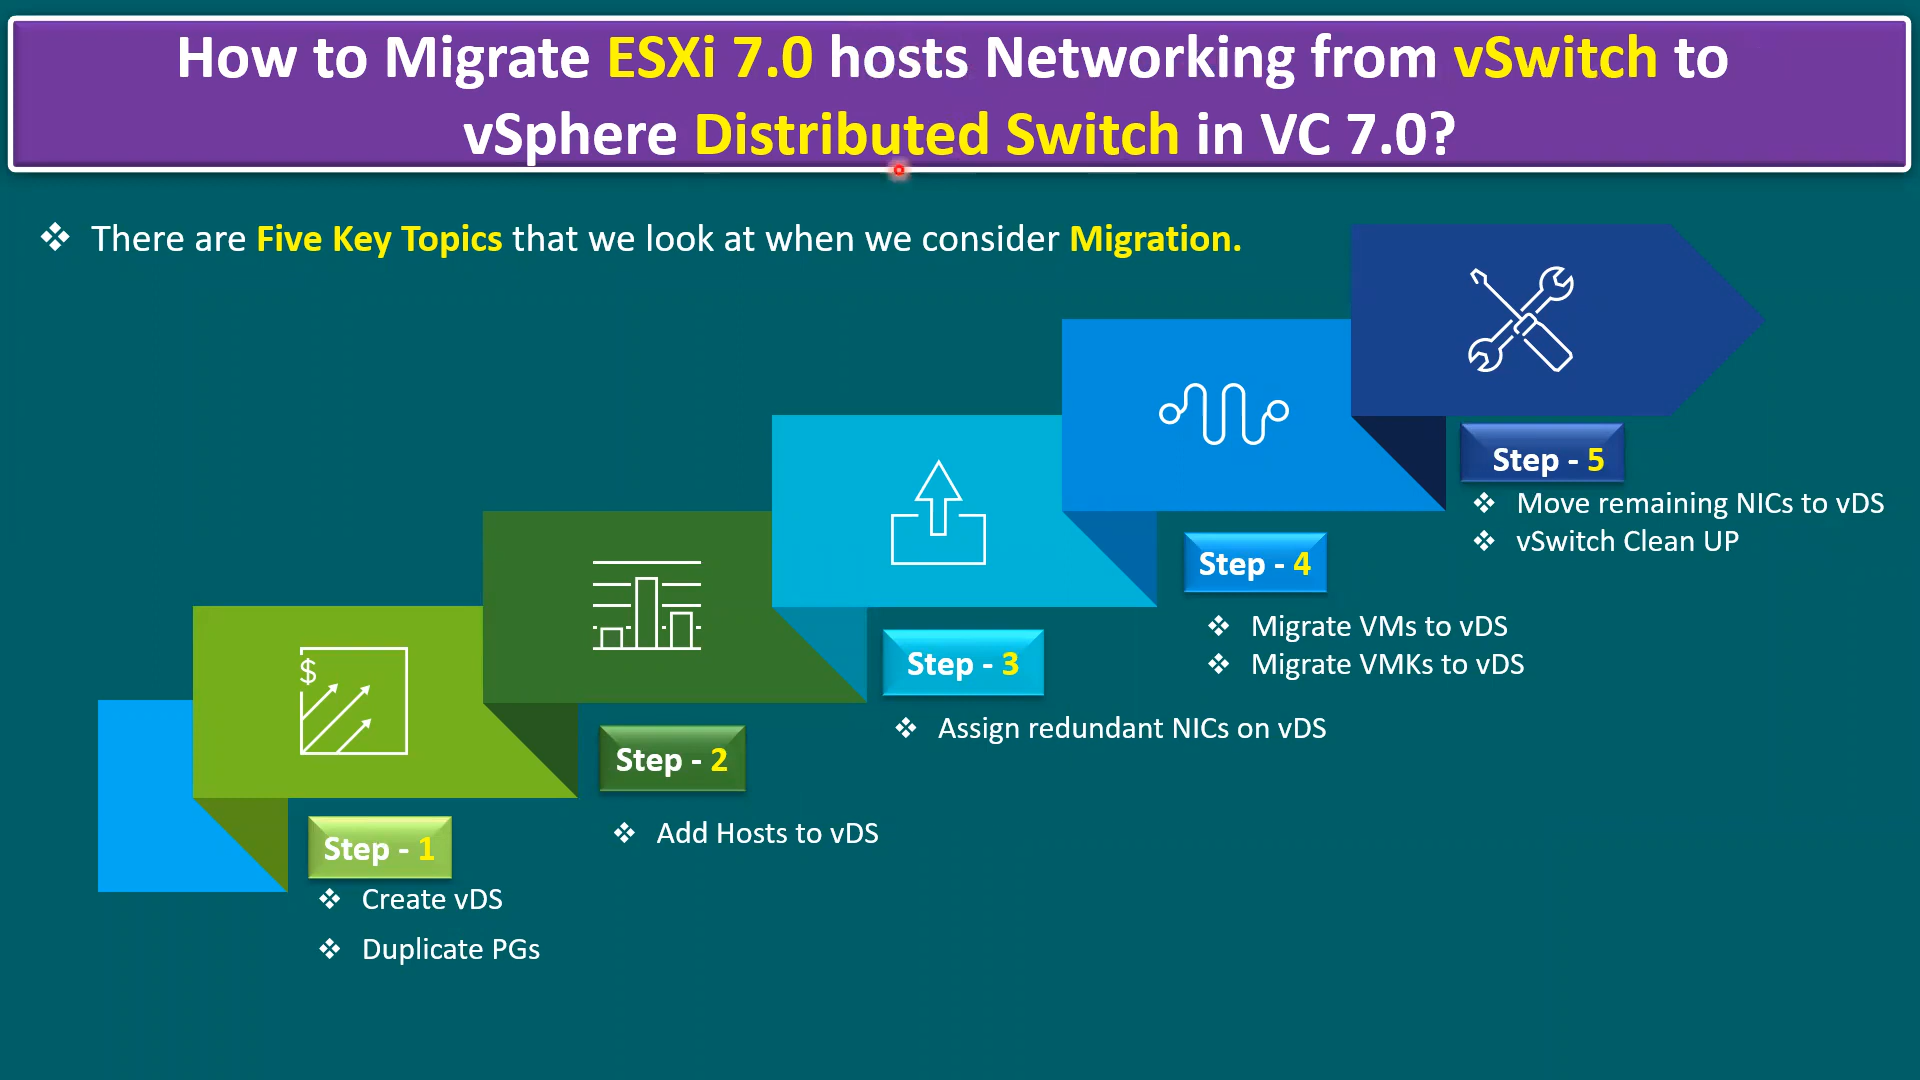 How to Migrate ESXi 7.0 hosts Networking from vSwitch to
vSphere Distributed Switch in VC 7.0?
❖ There are Five Key Topics that we look at when we consider Migration.
$
Step - 1
❖ Create vDS
❖ Duplicate PGs
Step - 2
❖ Add Hosts to vDS
Step - 3
❖ Assign redundant NICs on vDS
Step - 4
❖ Migrate VMs to vDS
❖ Migrate VMKs to vDS
Step - 5
❖ Move remaining NICs to vDS
❖ vSwitch Clean UP